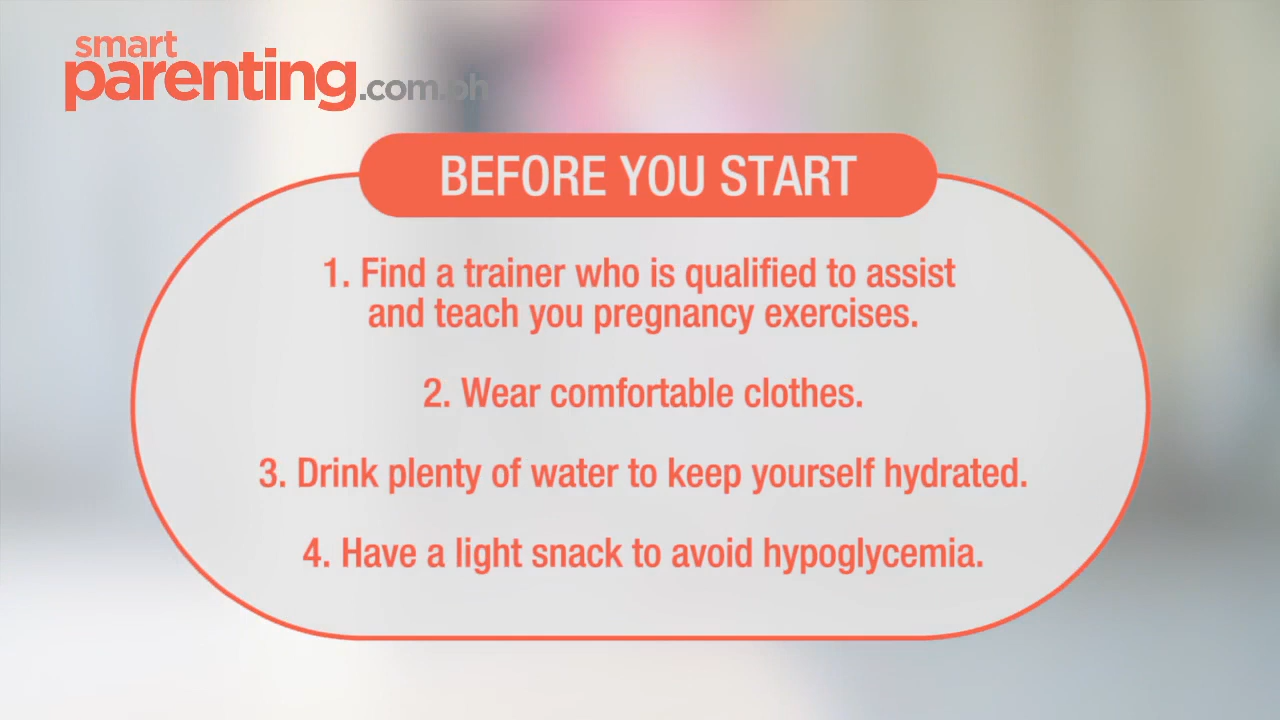 smart
parenting.com.ph
BEFORE YOU START
1. Find a trainer who is qualified to assist
and teach you pregnancy exercises.
2. Wear comfortable clothes.
3. Drink plenty of water to keep yourself hydrated.
4. Have a light snack to avoid hypoglycemia.